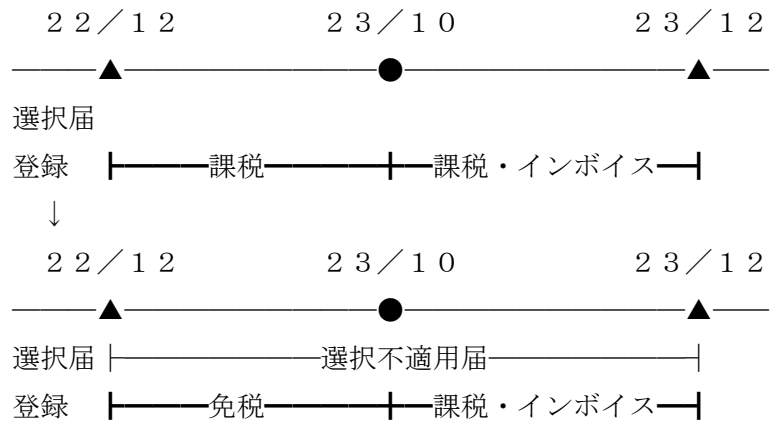 ２２／１２　２３／１０　２３／１２
――▲――●――▲――
選択届
登録　┣━━課税━━╋━課税・インボイス━┫
↓
２２／１２　２３／１０　２３／１２
――▲――●――▲――
選択届├――選択不適用届――┤
登録　┣━━免税━━╋━課税・インボイス━┫